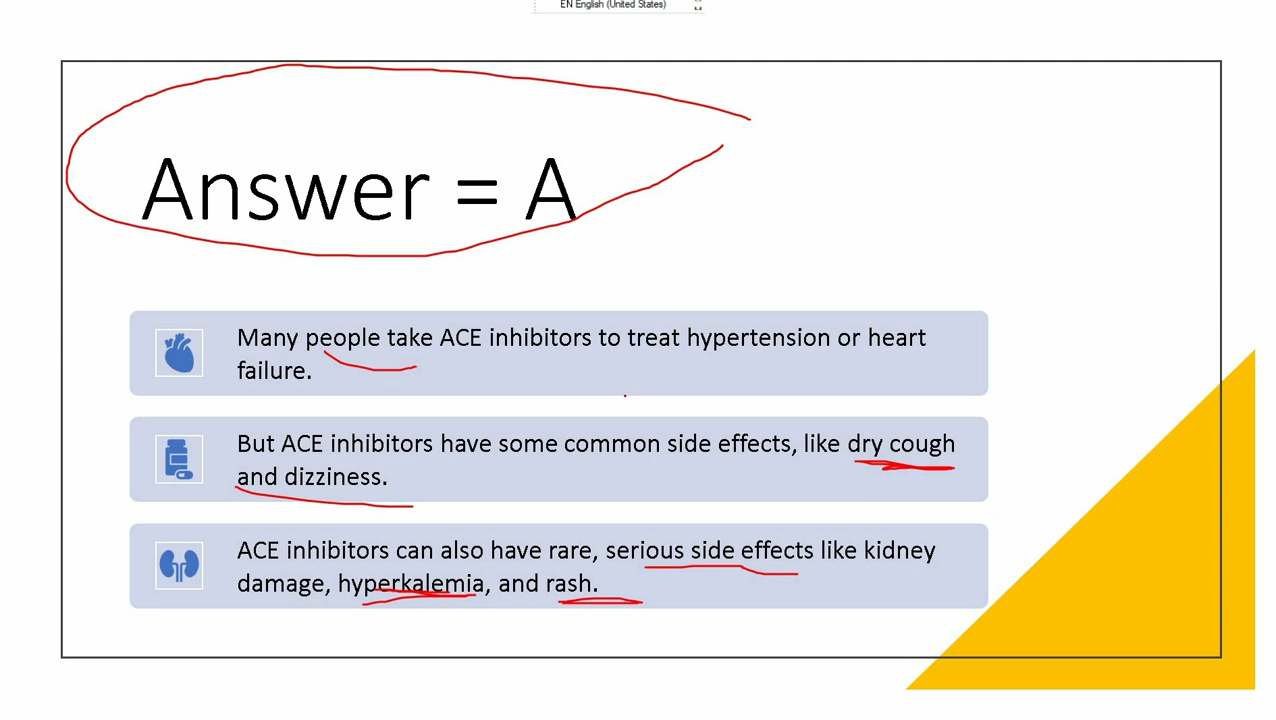 EN English (United States)
Answer = A
Many people take ACE inhibitors to treat hypertension or heart
failure.
But ACE inhibitors have some common side effects, like dry cough
and dizziness.
ACE inhibitors can also have rare, serious side effects like kidney
damage, hyperkalemia, and rash.